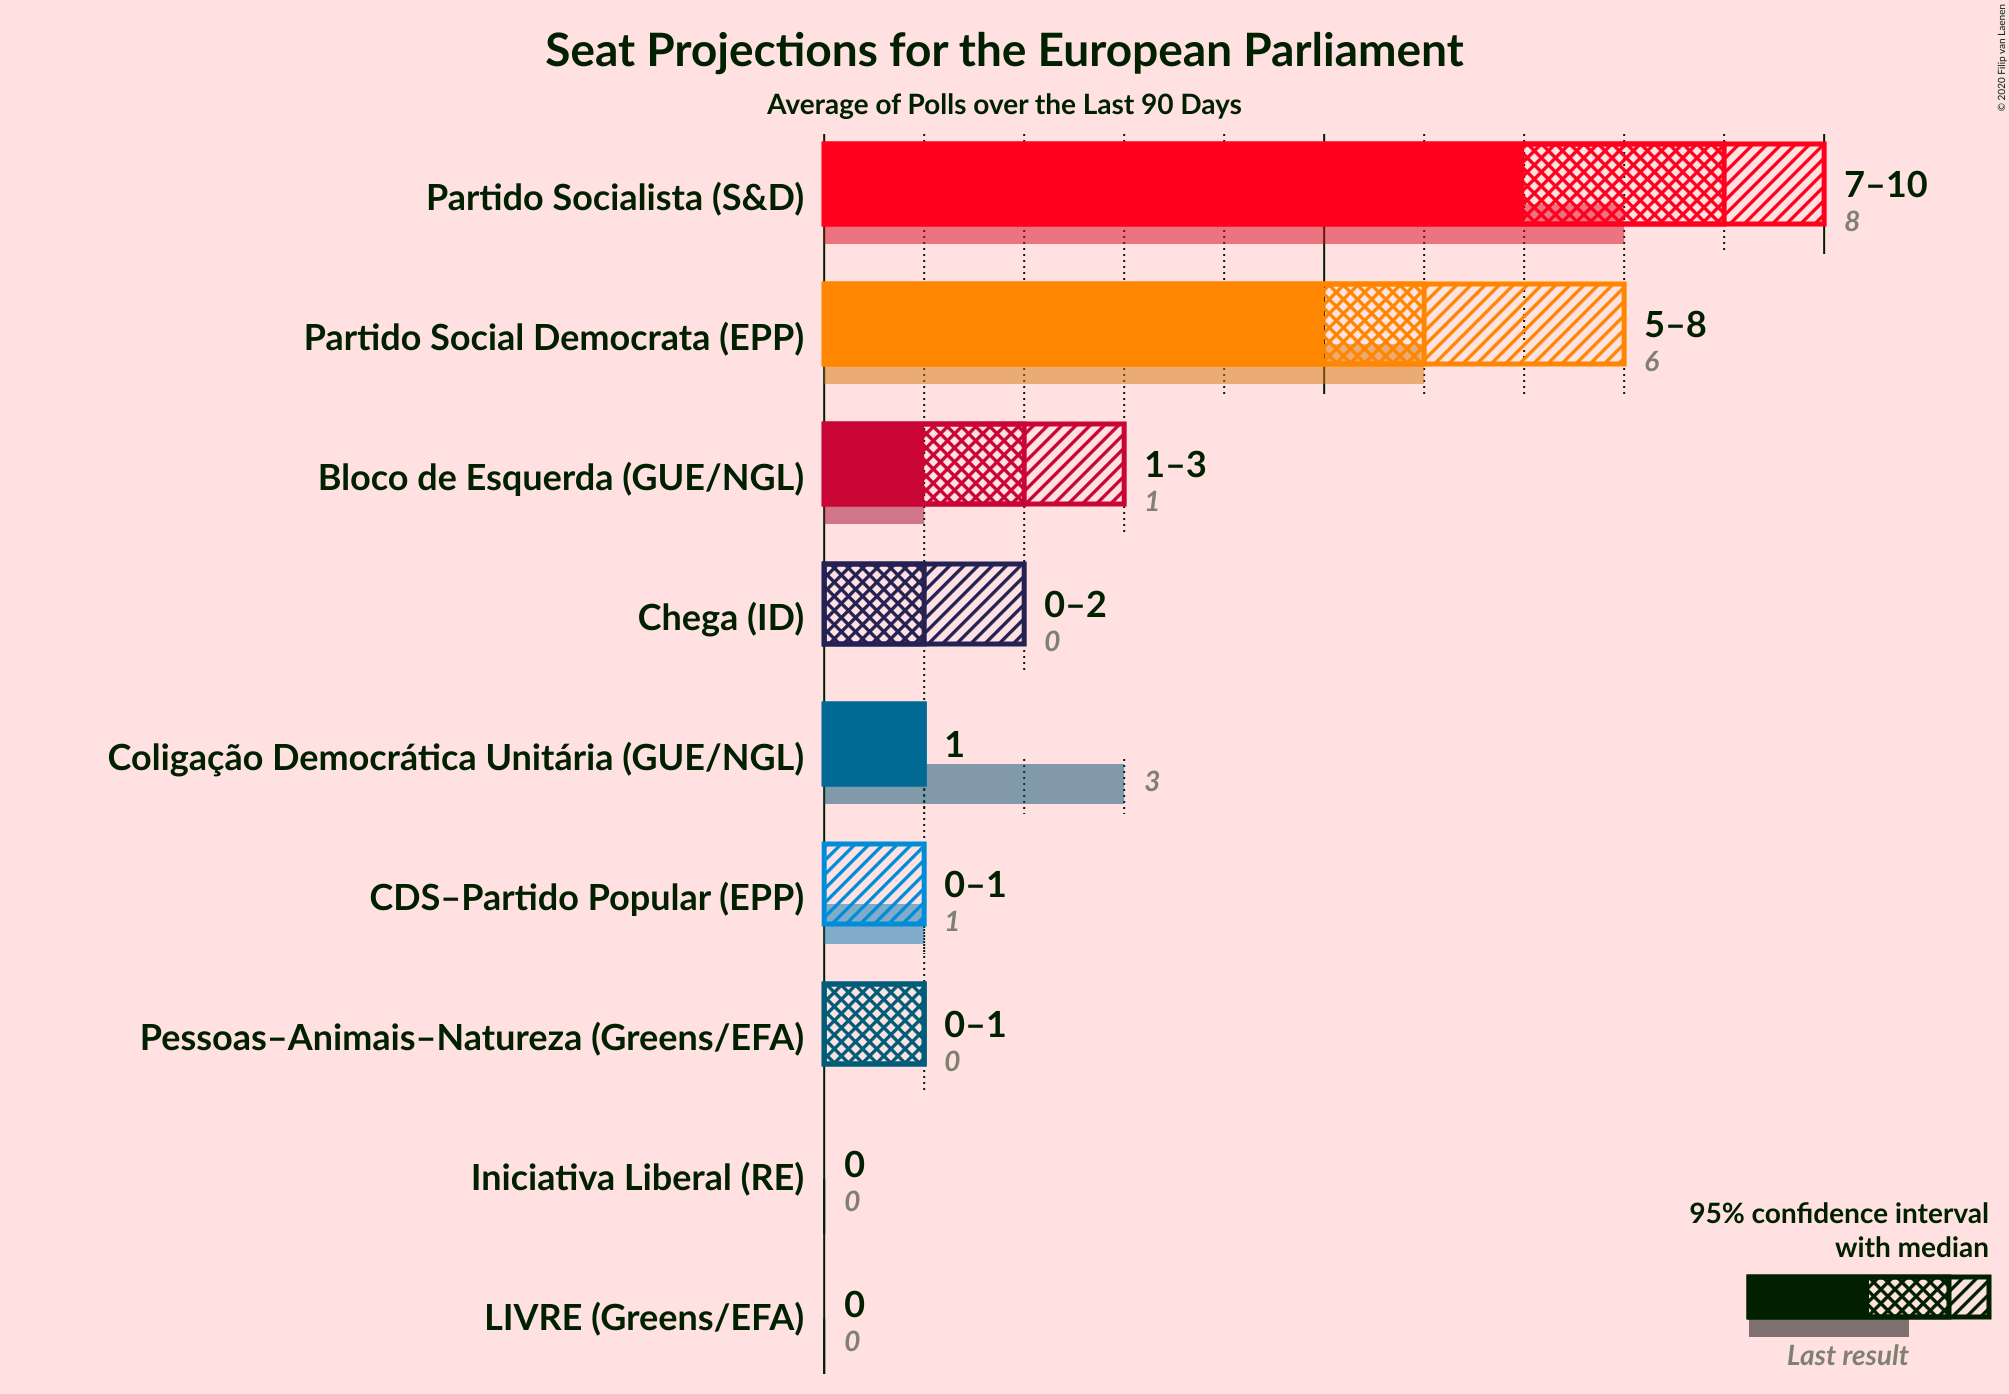 Seat Projections for the European Parliament
Average of Polls over the Last 90 Days
© 2020 Filip van Laenen
Partido Socialista (S&D)
7–10
8
Partido Social Democrata (EPP)
5–8
6
Bloco de Esquerda (GUE/NGL)
1–3
1
Chega (ID)
0–2
0
Coligação Democrática Unitária (GUE/NGL)
1
3
CDS–Partido Popular (EPP)
0–1
1
Pessoas–Animais–Natureza (Greens/EFA)
0–1
0
Iniciativa Liberal (RE)
0
0
LIVRE (Greens/EFA)
0
0
95% confidence interval
with median
Last result